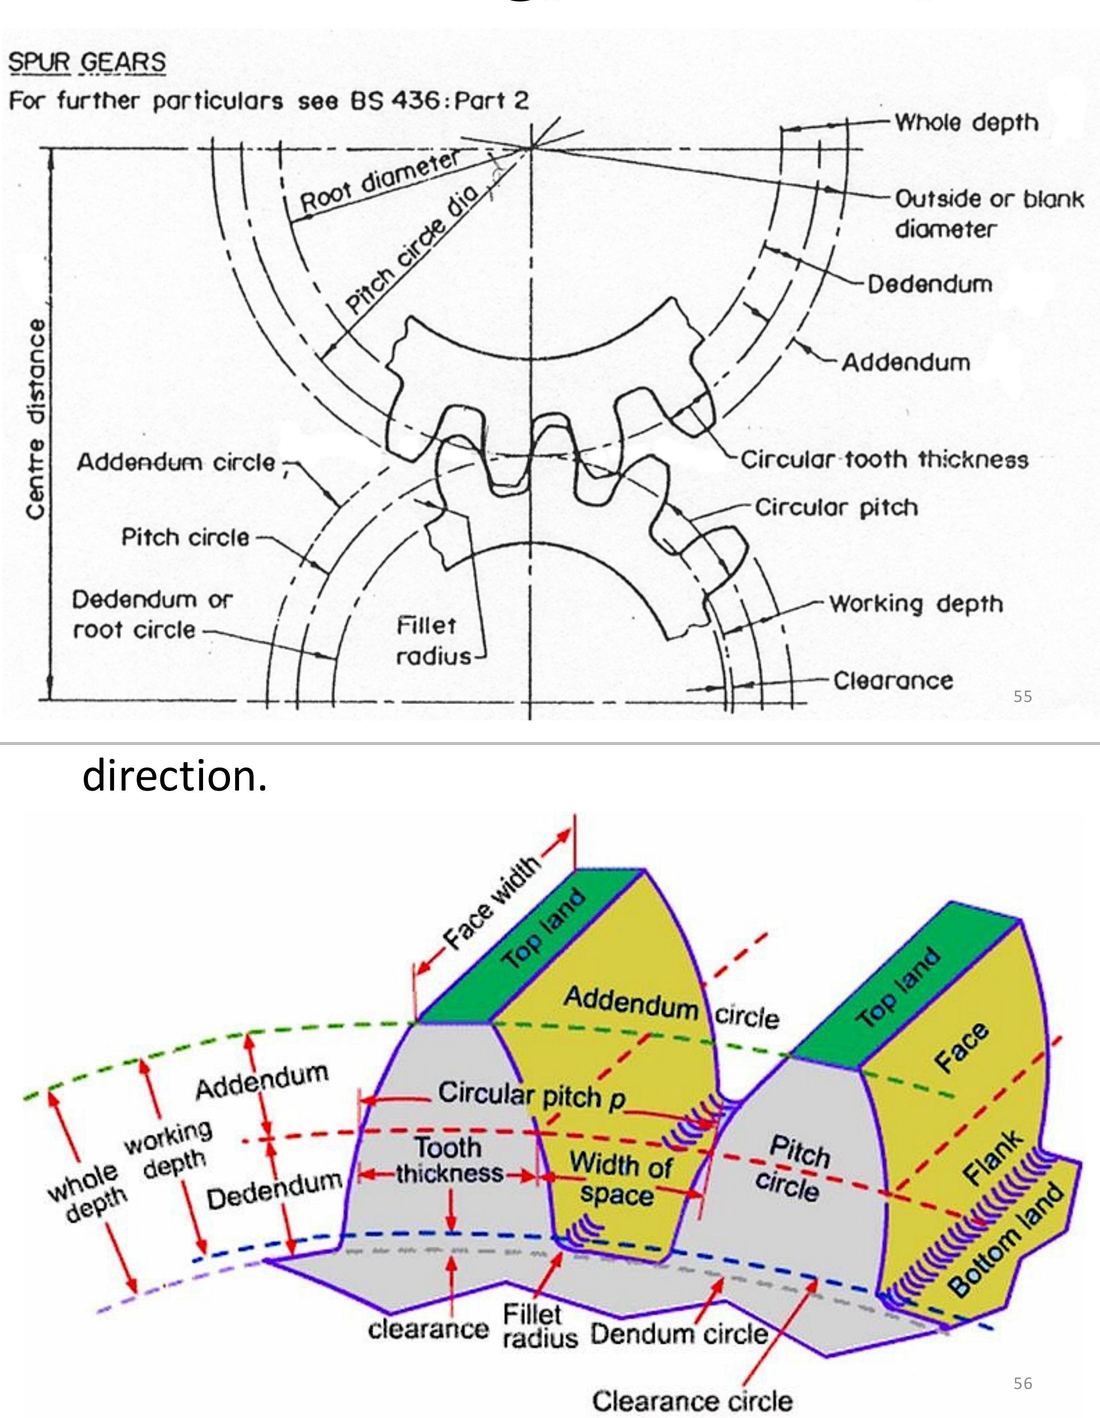 SPUR GEARS
For further particulars see BS 436: Part 2
Whole depth
Root diameter
Outside or blank
diameter
Pitch circle dia
Dedendum
Centre distance
Addendum
Addendum circle
Circular tooth thickness
Circular pitch
Pitch circle
Dedendum or
root circle
Fillet
radius
Working depth
Clearance
55
direction.
Face width
Top land
Top land
Addendum circle
Face
Addendum
Circular pitch p
working
depth
whole
depth
Tooth
thickness
Pitch
circle
Flank
Width of
space
Dedendum
Bottom land
clearance
Fillet
radius
Dendum circle
Clearance circle
56